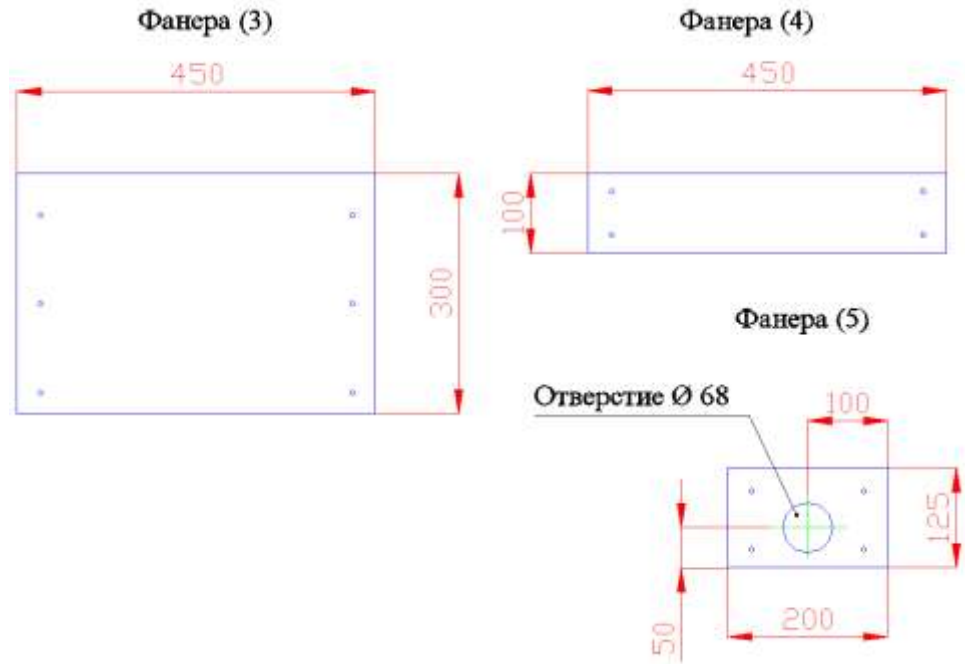 Фанера (3)
Фанера (4)
450
450
100
300
Фанера (5)
Отверстие Ø 68
100
125
200
50